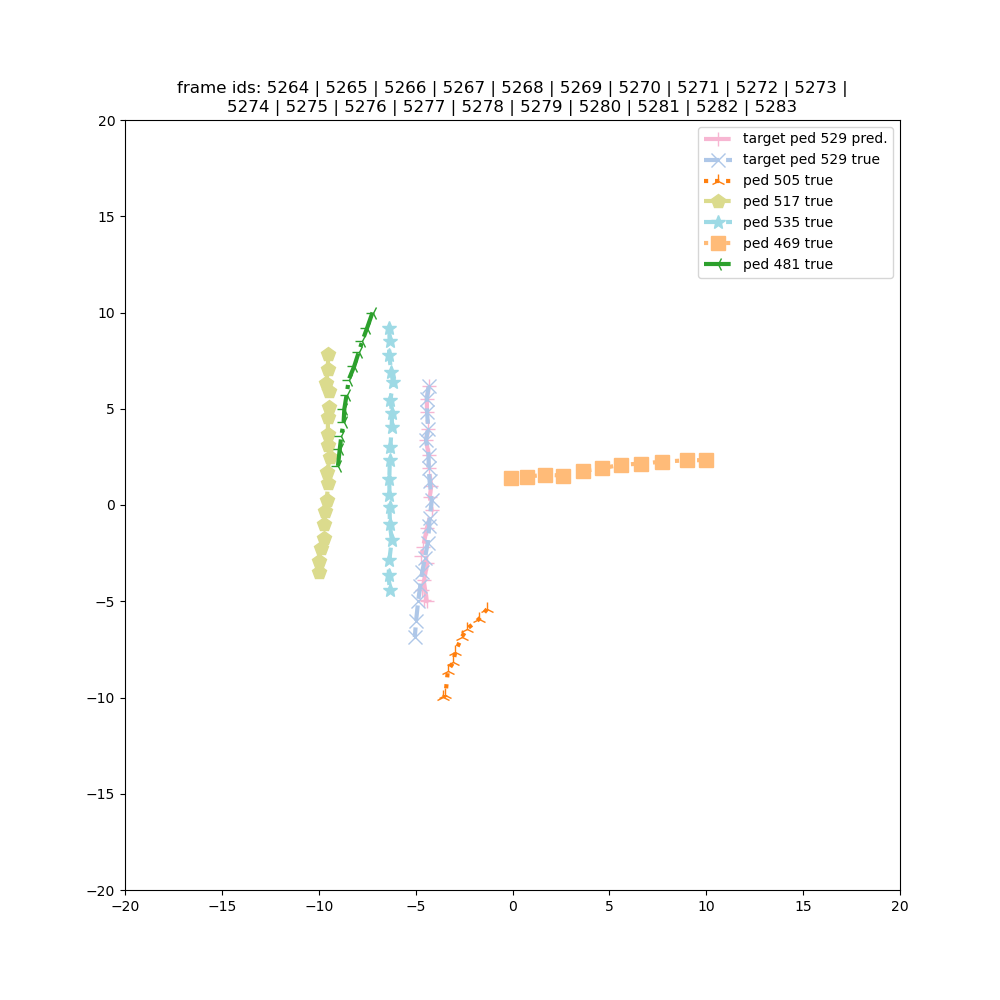 frame ids: 5264 | 5265 | 5266 | 5267 | 5268 | 5269 | 5270 | 5271 | 5272 | 5273 |
5274 | 5275 | 5276 | 5277 | 5278 | 5279 | 5280 | 5281 | 5282 | 5283
target ped 529 pred.
target ped 529 true
ped 505 true
ped 517 true
ped 535 true
ped 469 true
ped 481 true
20
15
10
5
0
−5
−10
−15
−20
−20 −15 −10 −5 0 5 10 15 20